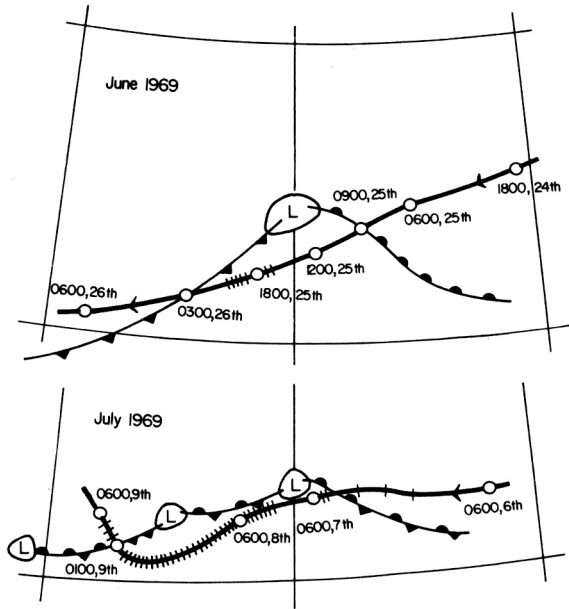 June 1969
0900, 25th
1800, 24th
L
0600, 25th
1200, 25th
0600, 26th
1800, 25th
0300, 26th
July 1969
0600, 9th
L
L
0600, 6th
0600, 7th
0600, 8th
L
0100, 9th